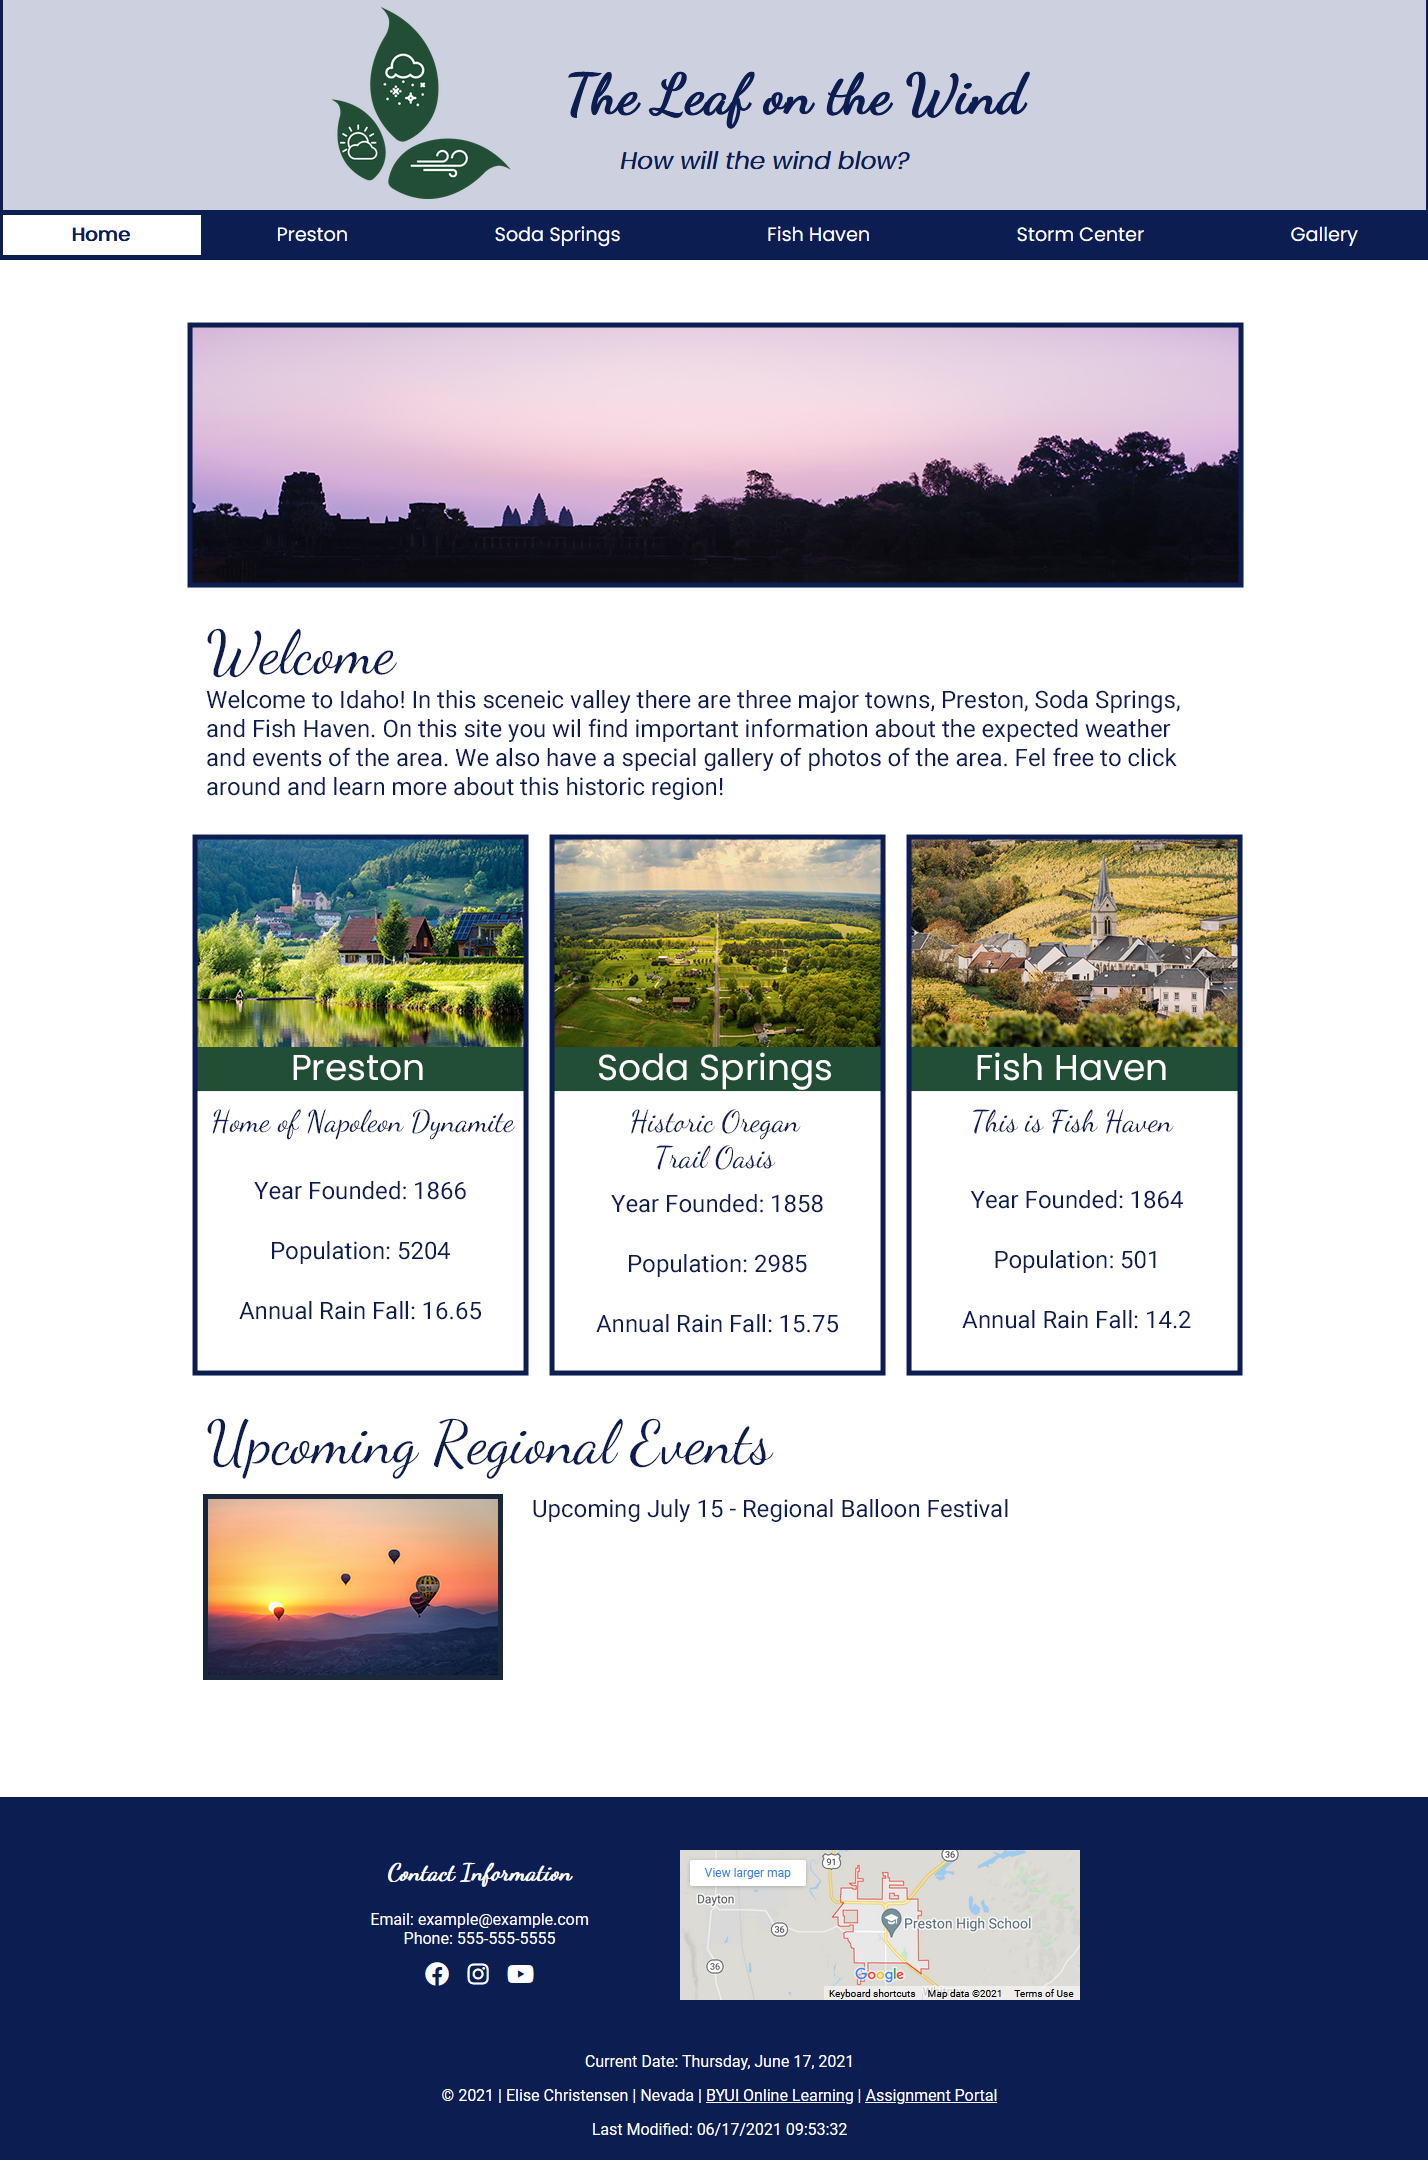 The Leaf on the Wind
How will the wind blow?
Home
Preston
Soda Springs
Fish Haven
Storm Center
Gallery
Welcome
Welcome to Idaho! In this sceneic valley there are three major towns, Preston, Soda Springs,
and Fish Haven. On this site you wil find important information about the expected weather
and events of the area. We also have a special gallery of photos of the area. Fel free to click
around and learn more about this historic region!
Preston
Home of Napoleon Dynamite
Year Founded: 1866
Population: 5204
Annual Rain Fall: 16.65
Soda Springs
Historic Oregan
Trail Oasis
Year Founded: 1858
Population: 2985
Annual Rain Fall: 15.75
Fish Haven
This is Fish Haven
Year Founded: 1864
Population: 501
Annual Rain Fall: 14.2
Upcoming Regional Events
Upcoming July 15 - Regional Balloon Festival
Contact Information
Email: example@example.com
Phone: 555-555-5555
View larger map
91
36
Dayton
36
Preston High School
36
Google
Keyboard shortcuts
Map data ©2021
Terms of Use
Current Date: Thursday, June 17, 2021
© 2021 | Elise Christensen | Nevada | BYUI Online Learning | Assignment Portal
Last Modified: 06/17/2021 09:53:32